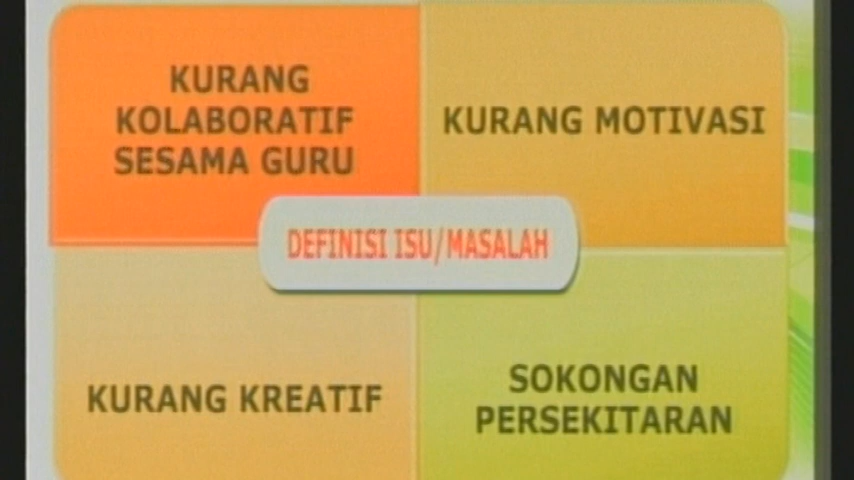 KURANG
KOLABORATIF
SESAMA GURU
KURANG MOTIVASI
DEFINISI ISU/MASALAH
KURANG KREATIF
SOKONGAN
PERSEKITARAN